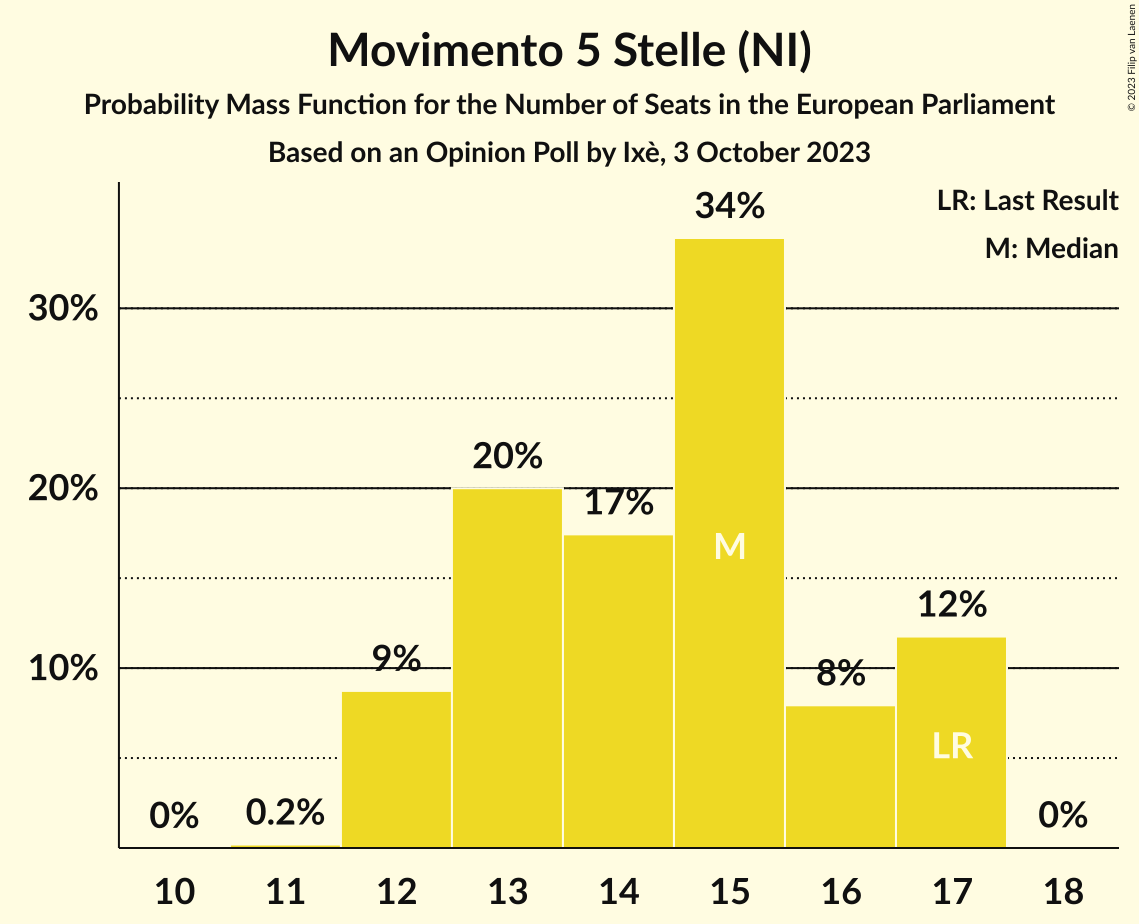 Movimento 5 Stelle (NI)
Probability Mass Function for the Number of Seats in the European Parliament
Based on an Opinion Poll by Ixè, 3 October 2023
© 2023 Filip van Laenen
LR: Last Result
M: Median
34%
30%
20%
20%
17%
M
12%
10%
9%
8%
LR
0%
0.2%
0%
10 11 12 13 14 15 16 17 18